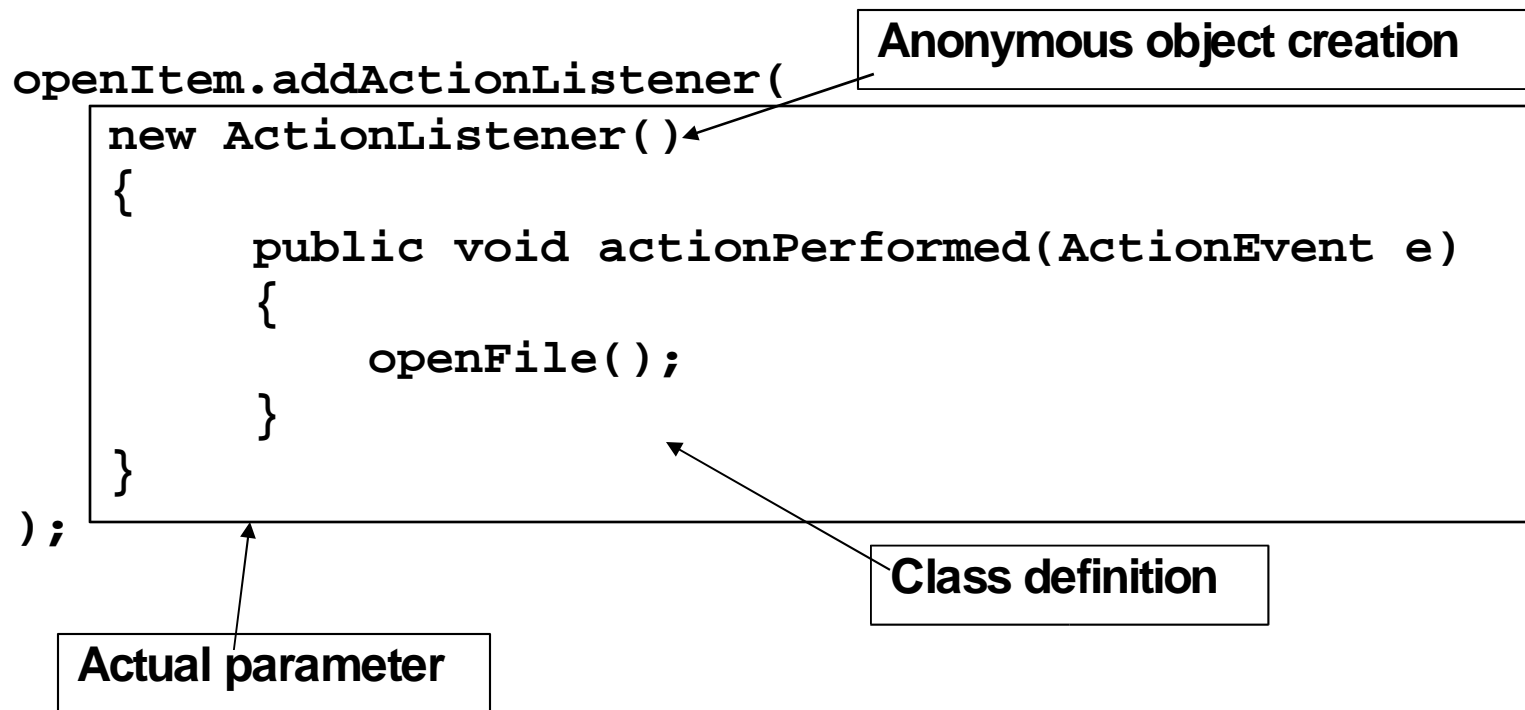 Anonymous object creation
openItem.addActionListener(
new ActionListener()
{
public void actionPerformed(ActionEvent e)
{
openFile();
}
}
);
Class definition
Actual parameter